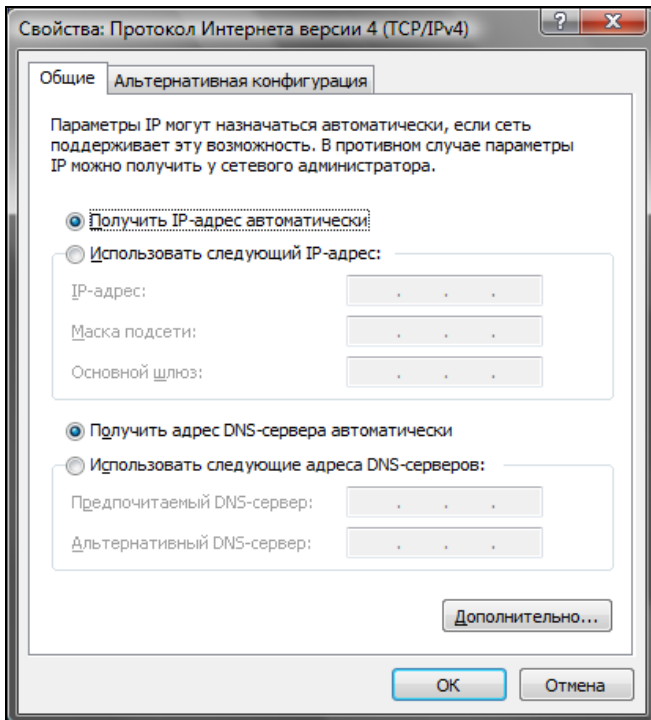 Свойства: Протокол Интернета версии 4 (TCP/IPv4)
?
Общие
Альтернативная конфигурация
Параметры IP могут назначаться автоматически, если сеть
поддерживает эту возможность. В противном случае параметры
IP можно получить у сетевого администратора.
Получить IP-адрес автоматически
Использовать следующий IP-адрес:
IP-адрес:
Маска подсети:
Основной шлюз:
Получить адрес DNS-сервера автоматически
Использовать следующие адреса DNS-серверов:
Предпочитаемый DNS-сервер:
Альтернативный DNS-сервер:
Дополнительно...
ОК
Отмена